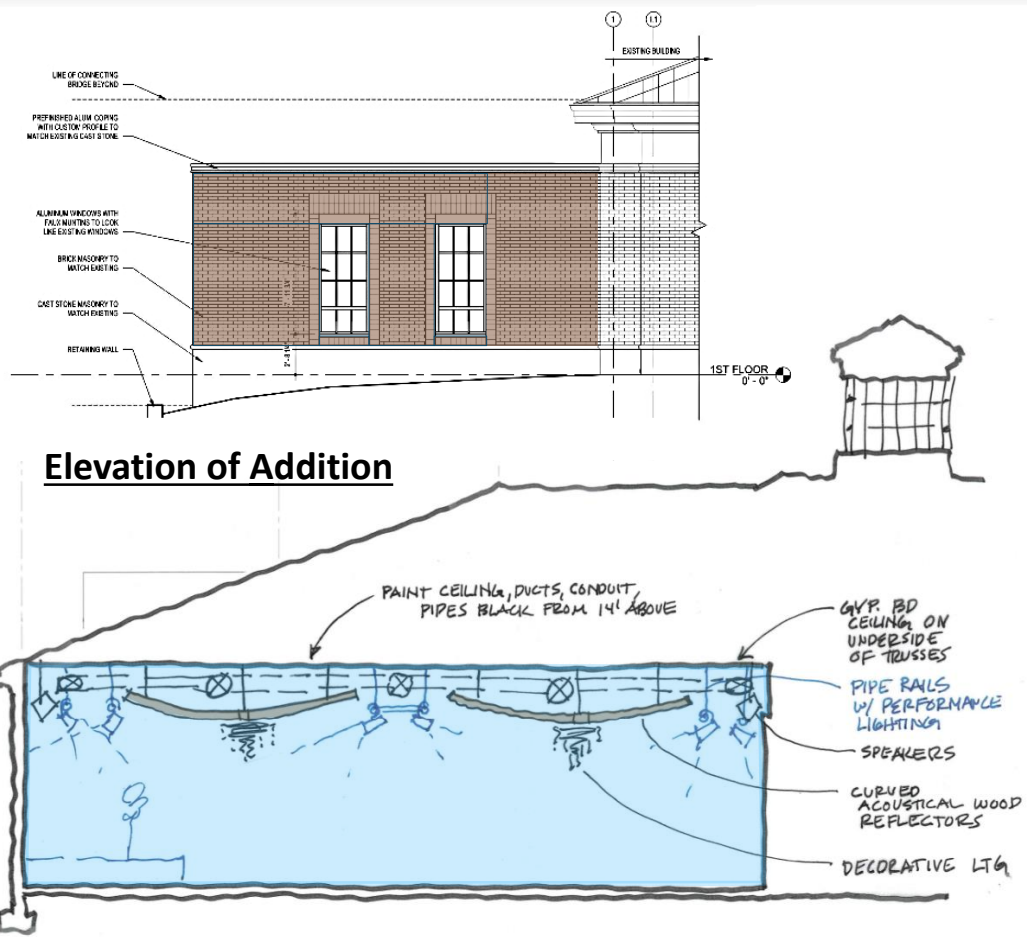 1
1.1
EXISTING BUILDING
LINE OF CONNECTING
BRIDGE BEYOND
PREFINISHED ALUM COPING
WITH CUSTOM PROFILE TO
MATCH EXISTING CAST STONE
ALUMINUM WINDOWS WITH
FAUX MUNTINS TO LOOK
LIKE EXISTING WINDOWS
BRICK MASONRY TO
MATCH EXISTING
CAST STONE MASONRY TO
MATCH EXISTING
RETAINING WALL
1ST FLOOR
0' - 0"
Elevation of Addition
PAINT CEILING, DUCTS, CONDUIT,
PIPES BLACK FROM 14' ABOVE
GYP. BD
CEILING ON
UNDERSIDE
OF TRUSSES
PIPE RAILS
W/ PERFORMANCE
LIGHTING
SPEAKERS
CURVED
ACOUSTICAL WOOD
REFLECTORS
DECORATIVE LTG